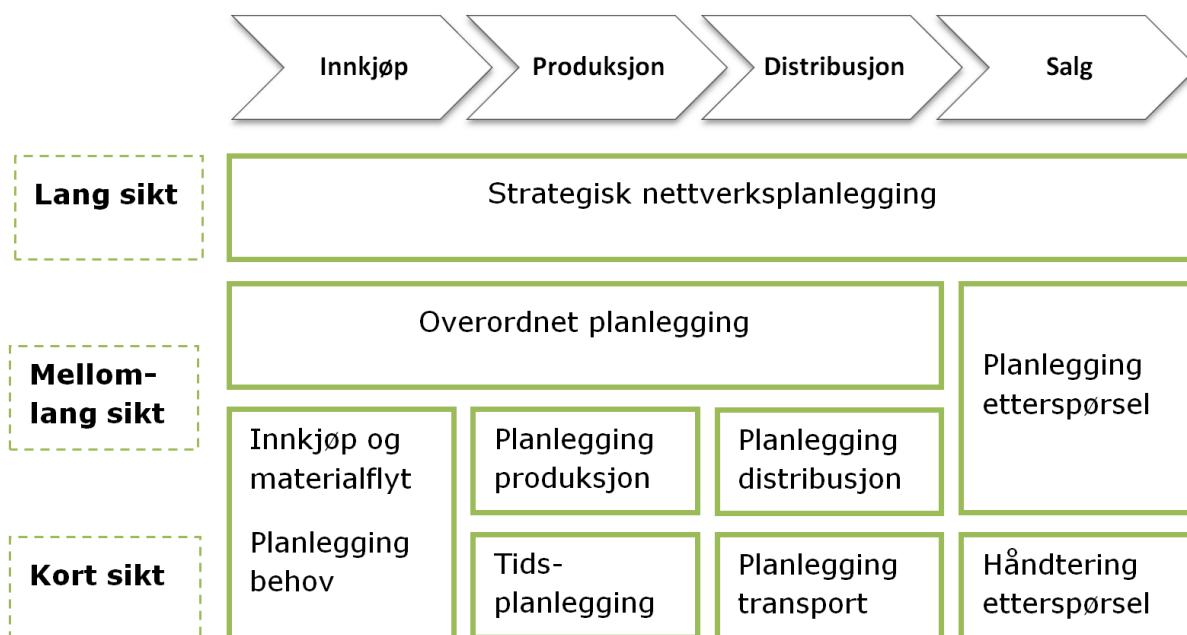 Innkjøp
Produksjon
Distribusjon
Salg
Lang sikt
Strategisk nettverksplanlegging
Mellom-
lang sikt
Overordnet planlegging
Planlegging
etterspørsel
Innkjøp og
materialflyt
Planlegging
behov
Planlegging
produksjon
Planlegging
distribusjon
Kort sikt
Tids-
planlegging
Planlegging
transport
Håndtering
etterspørsel